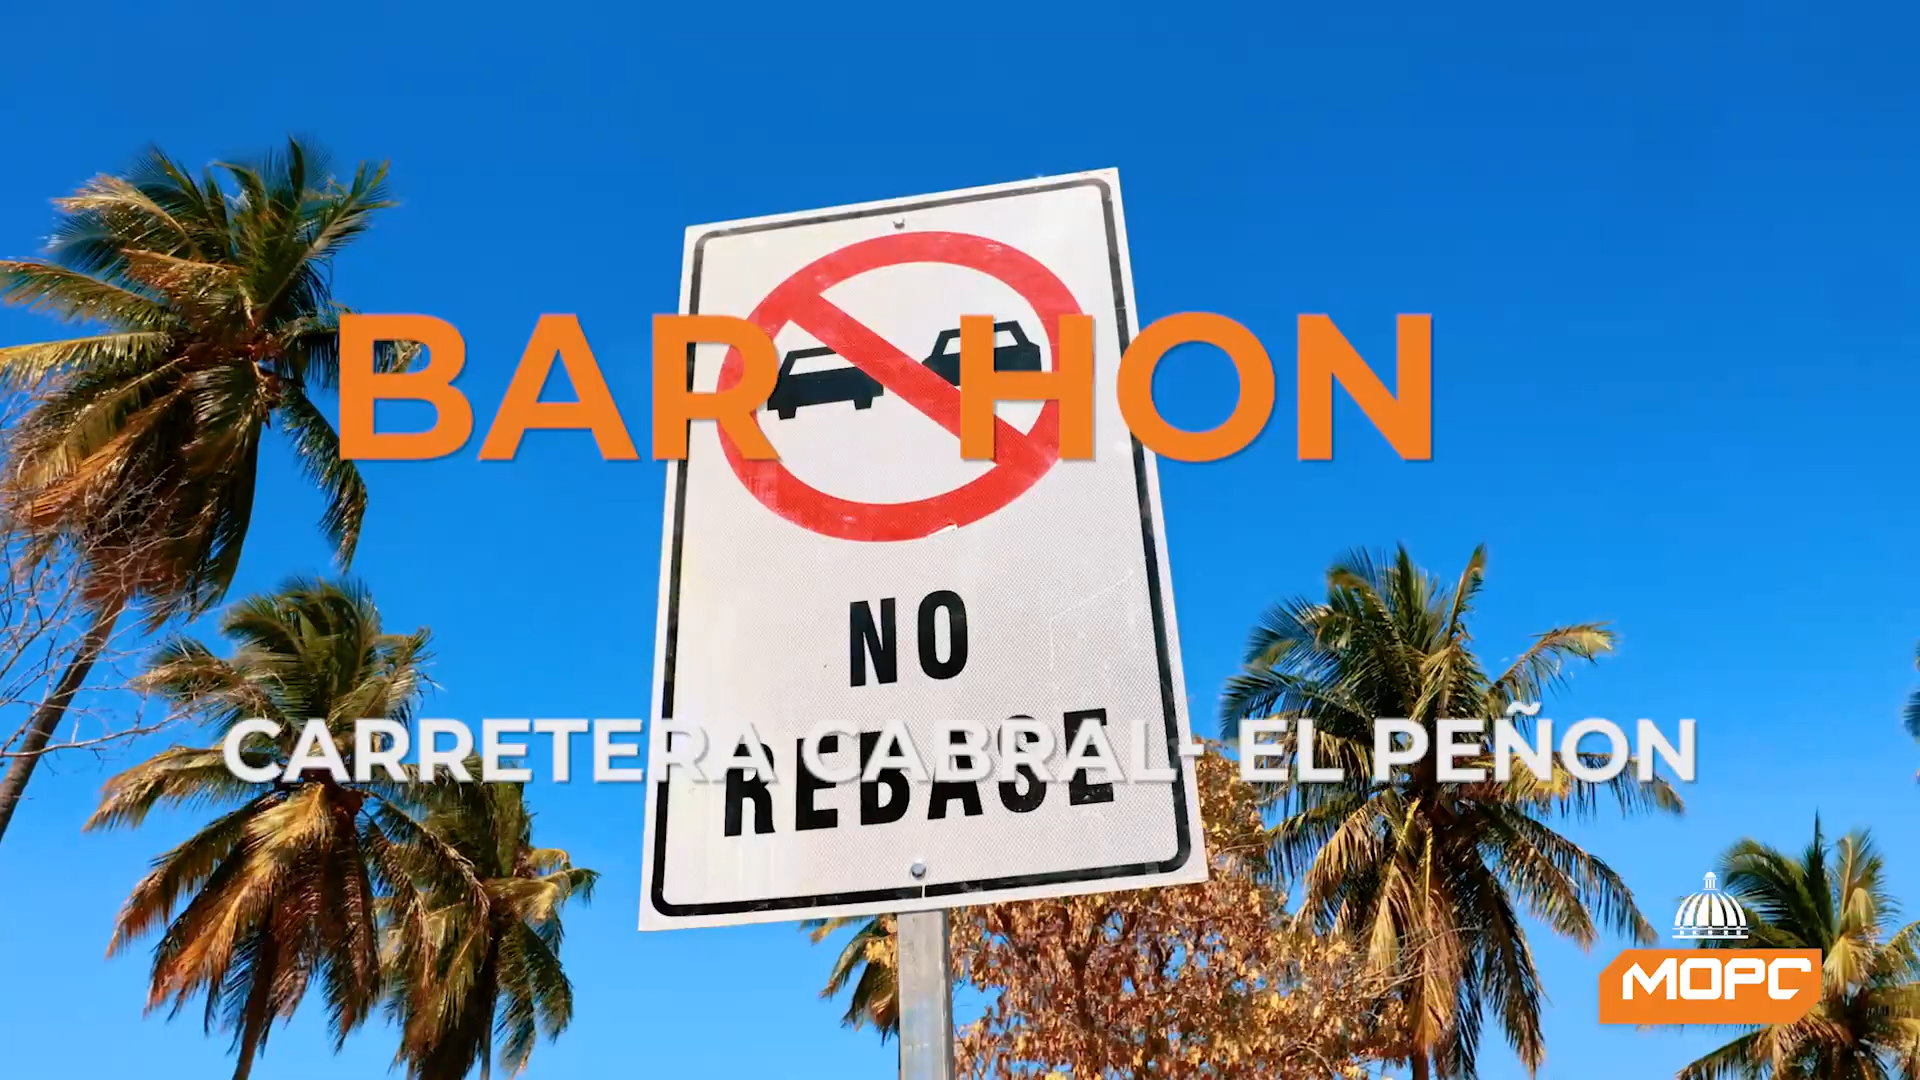 BAR HON
NO
REBASE
CARRETERA CABRAL - EL PEÑON
MOPC